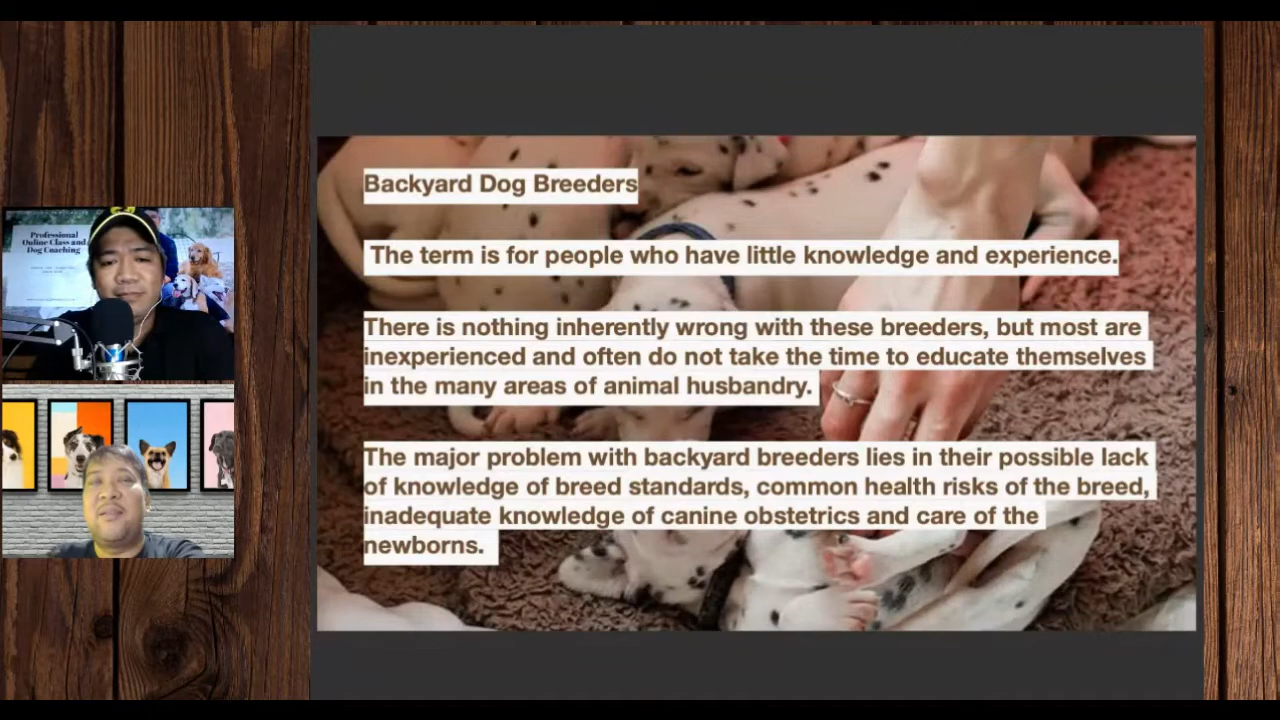 Professional
Online Class and
Dog Coaching
Backyard Dog Breeders
The term is for people who have little knowledge and experience.
There is nothing inherently wrong with these breeders, but most are
inexperienced and often do not take the time to educate themselves
in the many areas of animal husbandry.
The major problem with backyard breeders lies in their possible lack
of knowledge of breed standards, common health risks of the breed,
inadequate knowledge of canine obstetrics and care of the
newborns.